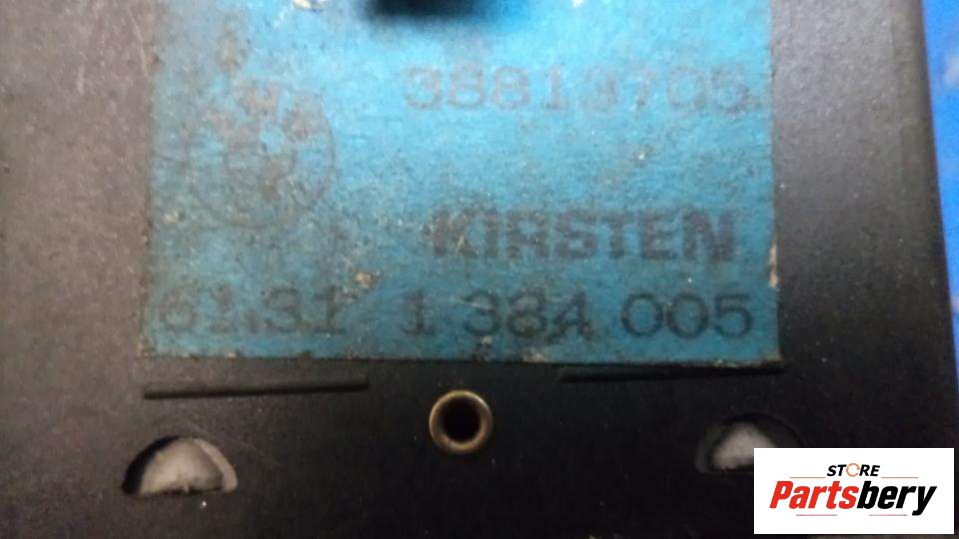 38813705
KIRSTEN
61.31 1 384 005
STORE
Partsbery